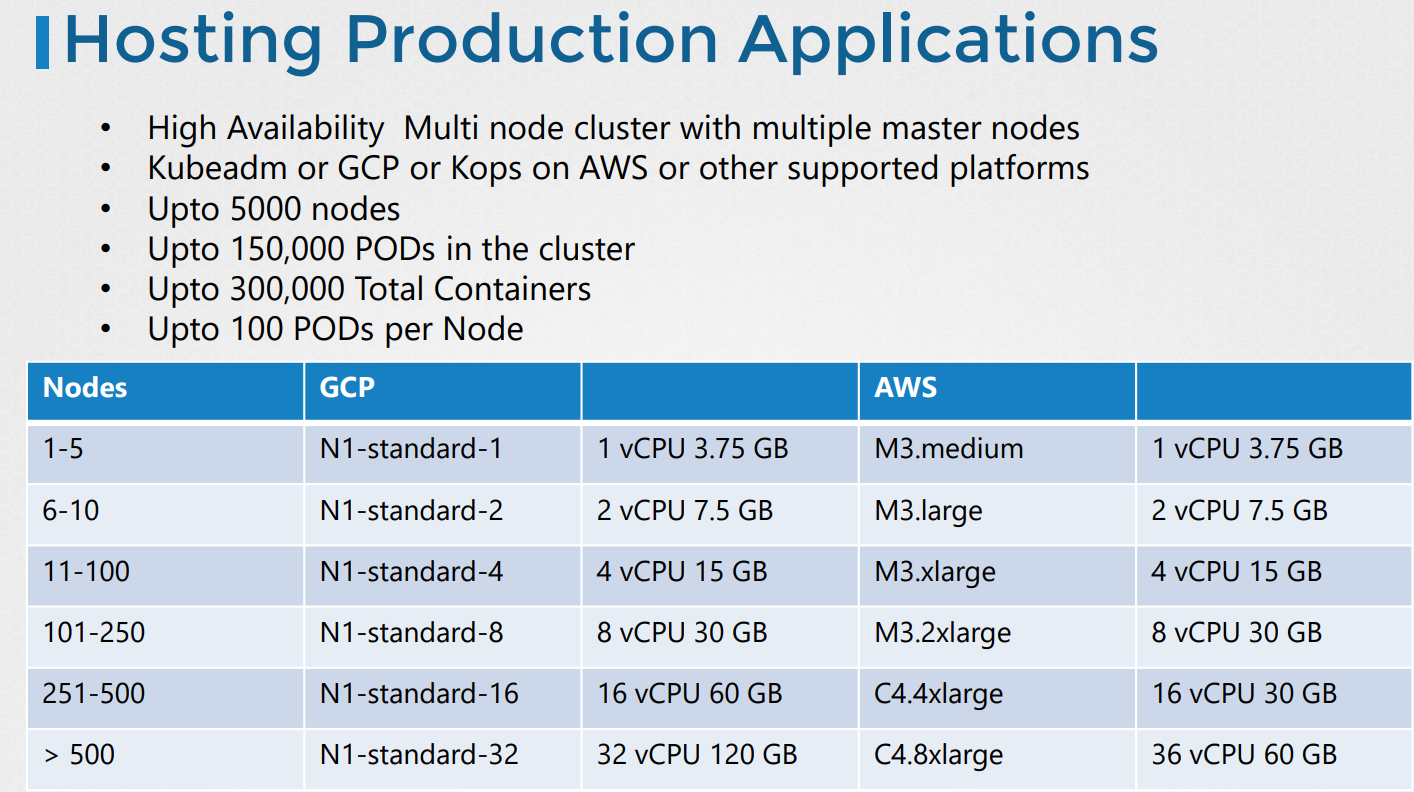 Hosting Production Applications
• High Availability  Multi node cluster with multiple master nodes
• Kubeadm or GCP or Kops on AWS or other supported platforms
• Upto 5000 nodes
• Upto 150,000 PODs in the cluster
• Upto 300,000 Total Containers
• Upto 100 PODs per Node
Nodes GCP AWS
1-5 N1-standard-1 1 vCPU 3.75 GB M3.medium 1 vCPU 3.75 GB
6-10 N1-standard-2 2 vCPU 7.5 GB M3.large 2 vCPU 7.5 GB
11-100 N1-standard-4 4 vCPU 15 GB M3.xlarge 4 vCPU 15 GB
101-250 N1-standard-8 8 vCPU 30 GB M3.2xlarge 8 vCPU 30 GB
251-500 N1-standard-16 16 vCPU 60 GB C4.4xlarge 16 vCPU 30 GB
> 500 N1-standard-32 32 vCPU 120 GB C4.8xlarge 36 vCPU 60 GB